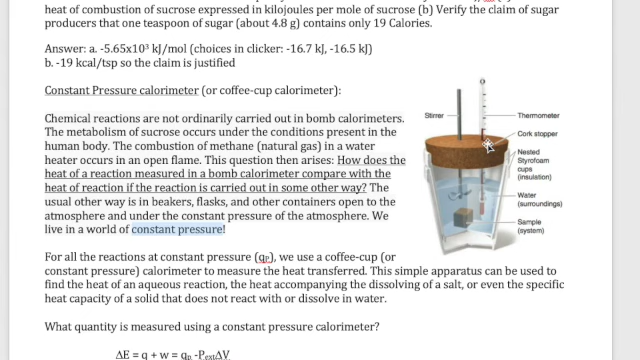 heat of combustion of sucrose expressed in kilojoules per mole of sucrose (b) Verify the claim of sugar
producers that one teaspoon of sugar (about 4.8 g) contains only 19 Calories.
Answer: a. -5.65x10³ kJ/mol (choices in clicker: -16.7 kJ, -16.5 kJ)
b. -19 kcal/tsp so the claim is justified
Constant Pressure calorimeter (or coffee-cup calorimeter):
Chemical reactions are not ordinarily carried out in bomb calorimeters.
The metabolism of sucrose occurs under the conditions present in the
human body. The combustion of methane (natural gas) in a water
heater occurs in an open flame. This question then arises: How does the
heat of a reaction measured in a bomb calorimeter compare with the
heat of reaction if the reaction is carried out in some other way? The
usual other way is in beakers, flasks, and other containers open to the
atmosphere and under the constant pressure of the atmosphere. We
live in a world of constant pressure!
Stirrer
Thermometer
Cork stopper
Nested
Styrofoam
cups
(insulation)
Water
(surroundings)
Sample
(system)
For all the reactions at constant pressure (qP), we use a coffee-cup (or
constant pressure) calorimeter to measure the heat transferred. This simple apparatus can be used to
find the heat of an aqueous reaction, the heat accompanying the dissolving of a salt, or even the specific
heat capacity of a solid that does not react with or dissolve in water.
What quantity is measured using a constant pressure calorimeter?
ΔE = q + w = qp -PextΔV